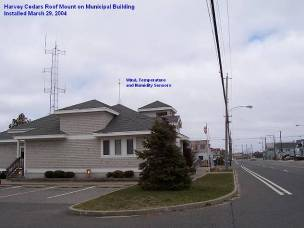 Harvey Cedars Roof Mount on Municipal Building
Installed March 29, 2004
Wind, Temperature
and Humidity Sensors